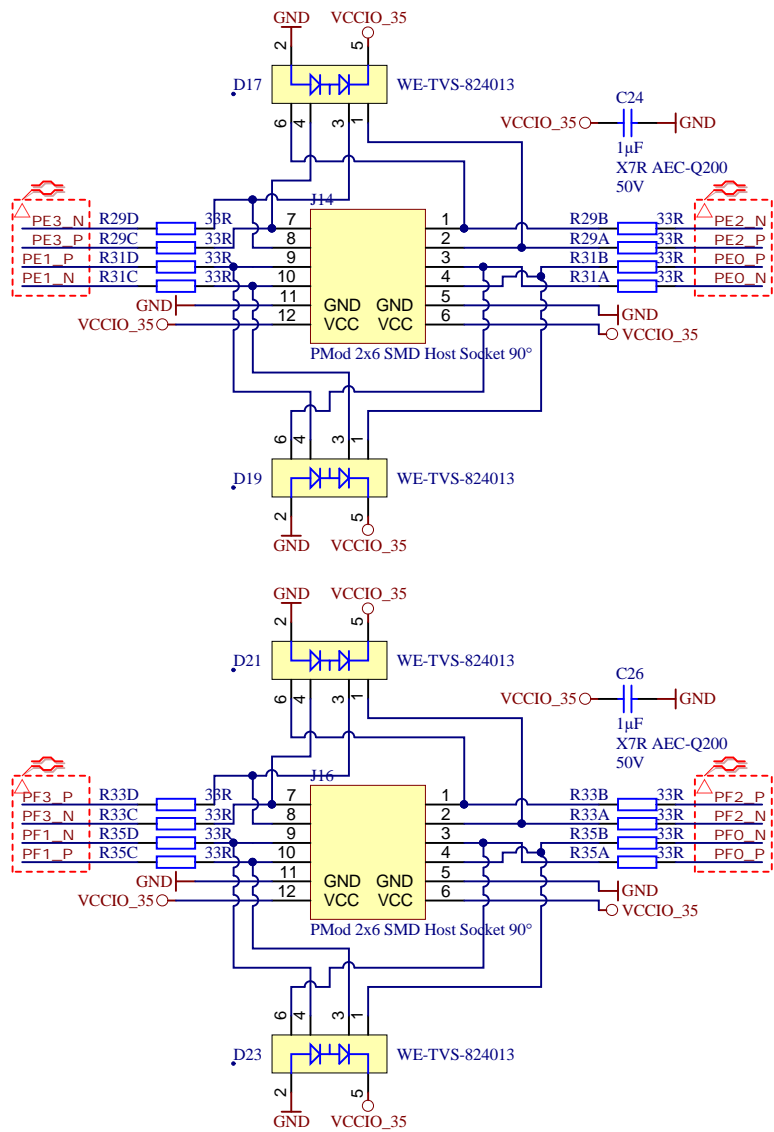 GND VCCIO_35
2 5
D17 WE-TVS-824013
6 4 3 1
C24
VCCIO_35 GND
1µF
X7R AEC-Q200
50V
J14
PE3_N R29D 33R 7 1 R29B 33R PE2_N
PE3_P R29C 33R 8 2 R29A 33R PE2_P
PE1_P R31D 33R 9 3 R31B 33R PE0_P
PE1_N R31C 33R 10 4 R31A 33R PE0_N
GND 11 GND GND 5 GND
VCCIO_35 12 VCC VCC 6 VCCIO_35
PMod 2x6 SMD Host Socket 90°
6 4 3 1
D19 WE-TVS-824013
2 5
GND VCCIO_35
GND VCCIO_35
2 5
D21 WE-TVS-824013
6 4 3 1
C26
VCCIO_35 GND
1µF
X7R AEC-Q200
50V
J16
PF3_P R33D 33R 7 1 R33B 33R PF2_P
PF3_N R33C 33R 8 2 R33A 33R PF2_N
PF1_N R35D 33R 9 3 R35B 33R PF0_N
PF1_P R35C 33R 10 4 R35A 33R PF0_P
GND 11 GND GND 5 GND
VCCIO_35 12 VCC VCC 6 VCCIO_35
PMod 2x6 SMD Host Socket 90°
6 4 3 1
D23 WE-TVS-824013
2 5
GND VCCIO_35